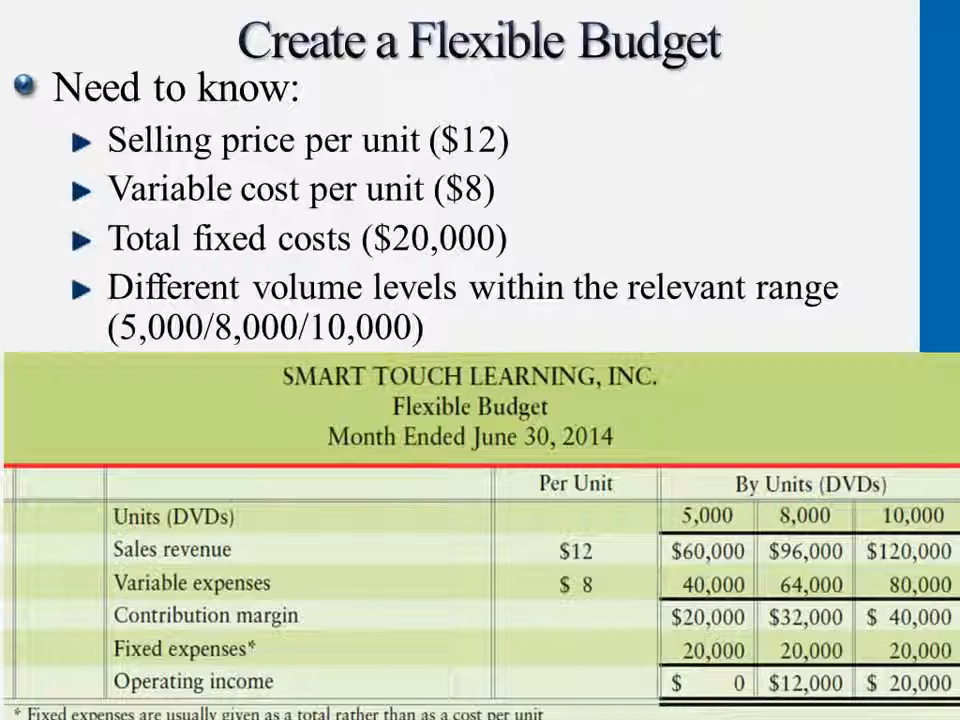 Create a Flexible Budget
Need to know:
Selling price per unit ($12)
Variable cost per unit ($8)
Total fixed costs ($20,000)
Different volume levels within the relevant range
(5,000/8,000/10,000)
SMART TOUCH LEARNING, INC.
Flexible Budget
Month Ended June 30, 2014
Per Unit By Units (DVDs)
Units (DVDs) 5,000 8,000 10,000
Sales revenue $12 $60,000 $96,000 $120,000
Variable expenses $ 8 40,000 64,000 80,000
Contribution margin $20,000 $32,000 $ 40,000
Fixed expenses* 20,000 20,000 20,000
Operating income $ 0 $12,000 $ 20,000
* Fixed expenses are usually given as a total rather than as a cost per unit